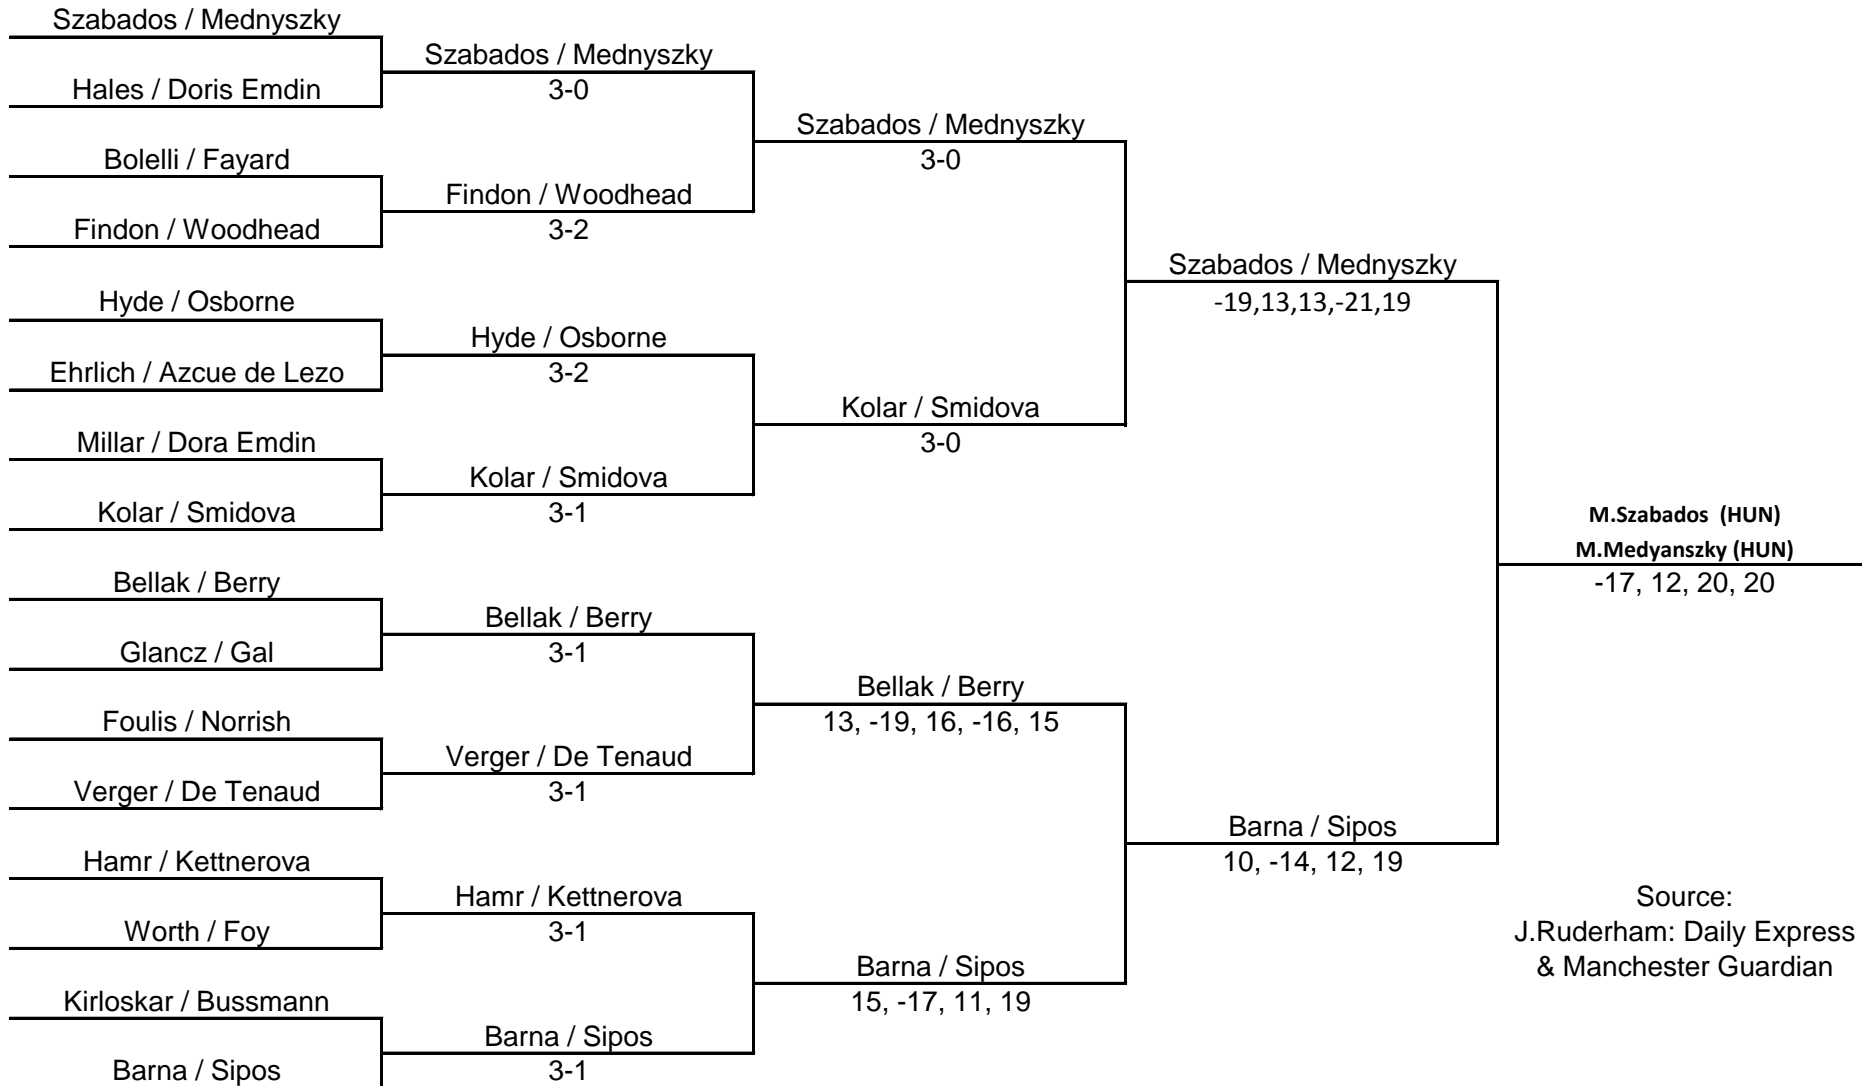 Szabados / Mednyszky
Hales / Doris Emdin
Bolelli / Fayard
Findon / Woodhead
Hyde / Osborne
Ehrlich / Azcue de Lezo
Millar / Dora Emdin
Kolar / Smidova
Bellak / Berry
Glancz / Gal
Foulis / Norrish
Verger / De Tenaud
Hamr / Kettnerova
Worth / Foy
Kirloskar / Bussmann
Barna / Sipos
Szabados / Mednyszky
3-0
Findon / Woodhead
3-2
Hyde / Osborne
3-2
Kolar / Smidova
3-1
Bellak / Berry
3-1
Verger / De Tenaud
3-1
Hamr / Kettnerova
3-1
Barna / Sipos
3-1
Szabados / Mednyszky
3-0
Kolar / Smidova
3-0
Bellak / Berry
13, -19, 16, -16, 15
Barna / Sipos
15, -17, 11, 19
Szabados / Mednyszky
-19,13,13,-21,19
Barna / Sipos
10, -14, 12, 19
M.Szabados (HUN)
M.Medyanszky (HUN)
-17, 12, 20, 20
Source:
J.Ruderham: Daily Express
& Manchester Guardian